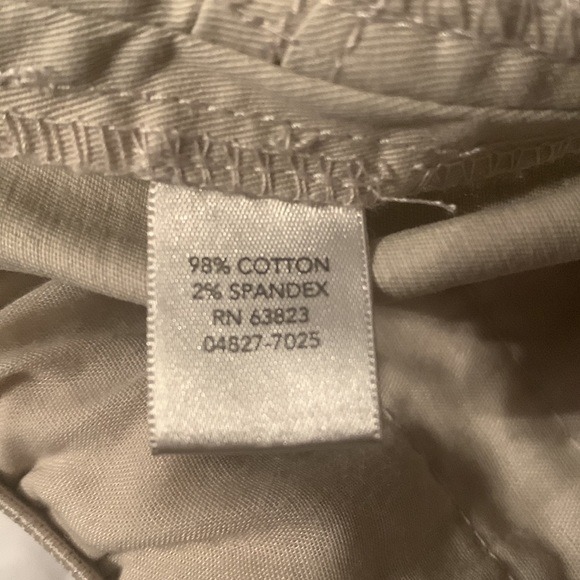 98% COTTON
2% SPANDEX
RN 63823
04827-7025